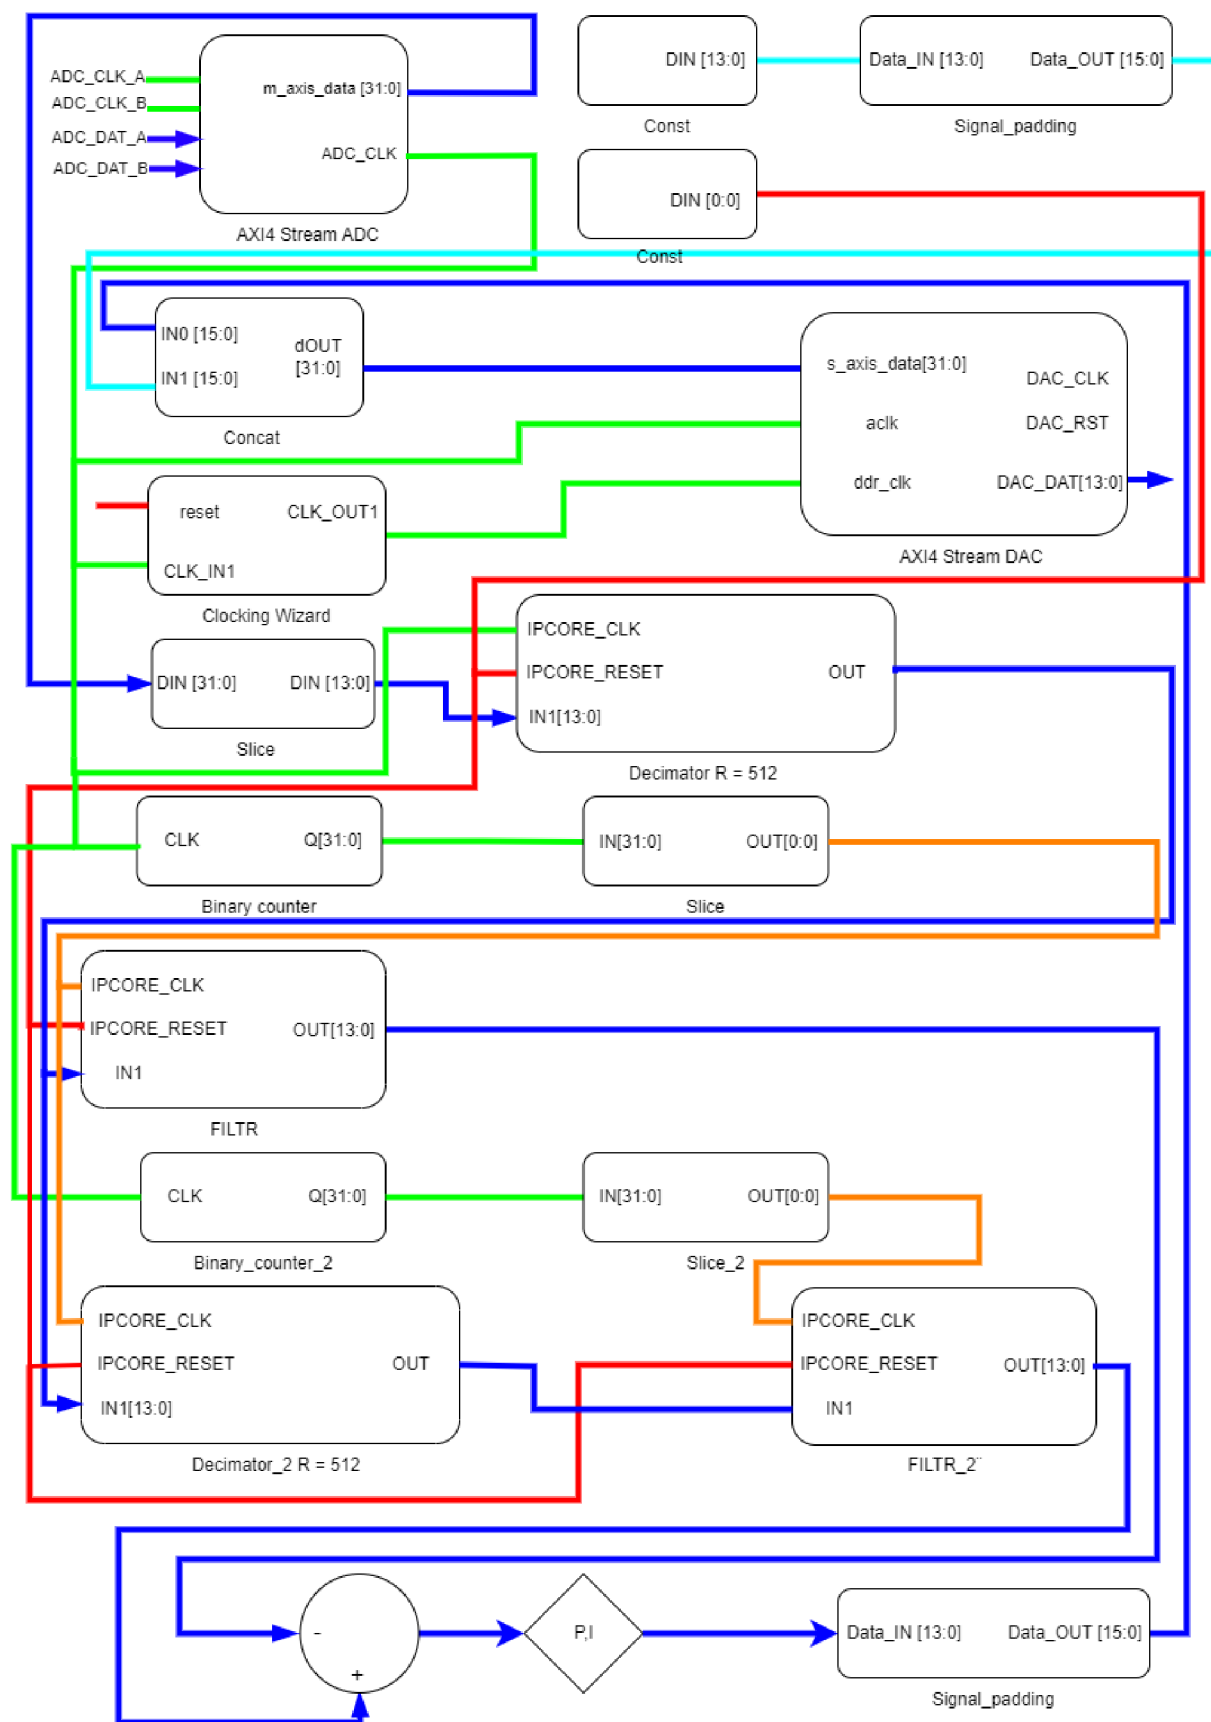 ADC_CLK_A
ADC_CLK_B
ADC_DAT_A
ADC_DAT_B
m_axis_data [31:0]
ADC_CLK
AXI4 Stream ADC
DIN [13:0]
Const
Data_IN [13:0]
Data_OUT [15:0]
Signal_padding
DIN [0:0]
Const
IN0 [15:0]
IN1 [15:0]
dOUT
[31:0]
Concat
s_axis_data[31:0]
aclk
ddr_clk
DAC_CLK
DAC_RST
DAC_DAT[13:0]
AXI4 Stream DAC
reset
CLK_IN1
CLK_OUT1
Clocking Wizard
DIN [31:0]
DIN [13:0]
Slice
IPCORE_CLK
IPCORE_RESET
IN1[13:0]
OUT
Decimator R = 512
CLK
Q[31:0]
Binary counter
IN[31:0]
OUT[0:0]
Slice
IPCORE_CLK
IPCORE_RESET
IN1
OUT[13:0]
FILTR
CLK
Q[31:0]
Binary_counter_2
IN[31:0]
OUT[0:0]
Slice_2
IPCORE_CLK
IPCORE_RESET
IN1[13:0]
OUT
Decimator_2 R = 512
IPCORE_CLK
IPCORE_RESET
IN1
OUT[13:0]
FILTR_2¨
-
+
P,I
Data_IN [13:0]
Data_OUT [15:0]
Signal_padding